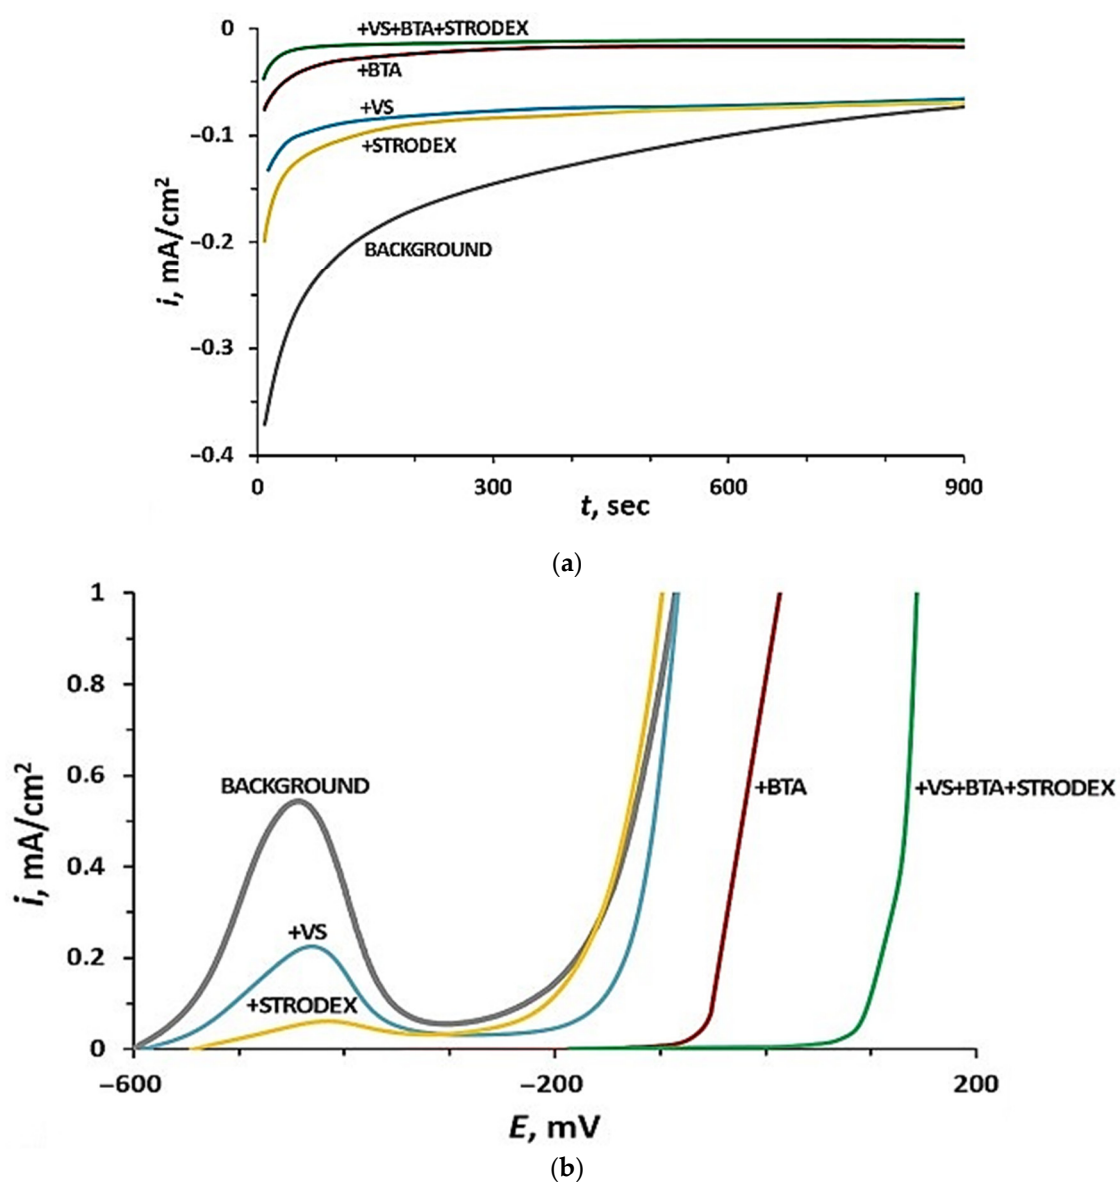 0
–0.1
–0.2
–0.3
–0.4
i, mA/cm²
+VS+BTA+STRODEX
+BTA
+VS
+STRODEX
BACKGROUND
0
300
600
900
t, sec
(a)
1
0.8
0.6
0.4
0.2
0
i, mA/cm²
BACKGROUND
+VS
+STRODEX
+BTA
+VS+BTA+STRODEX
–600
–200
200
E, mV
(b)